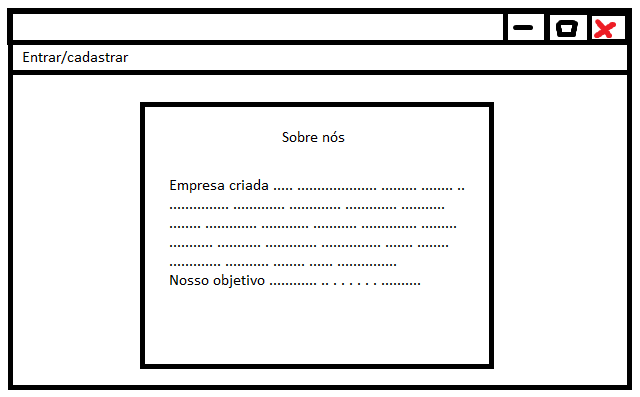 Entrar/cadastrar
Sobre nós
Empresa criada ..... .................... ......... ........ ..
............... ............. ............ ............. ...........
........ ............... ............ ........... .............. .........
........... ........... ............. ............... ....... ........
............. ........... ........ ...... ...............
Nosso objetivo ............ .. . . . . . . ..........